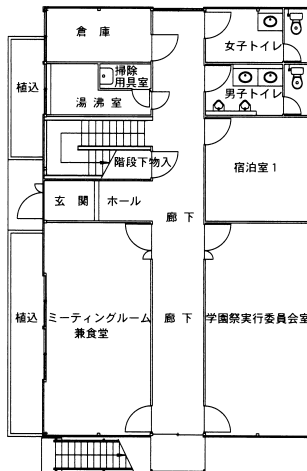 倉庫
女子トイレ
掃除
用具室
植込
湯沸室
男子トイレ
階段下物入
宿泊室1
玄関
ホール
廊下
植込
ミーティングルーム
兼食堂
廊下
学園祭実行委員会室